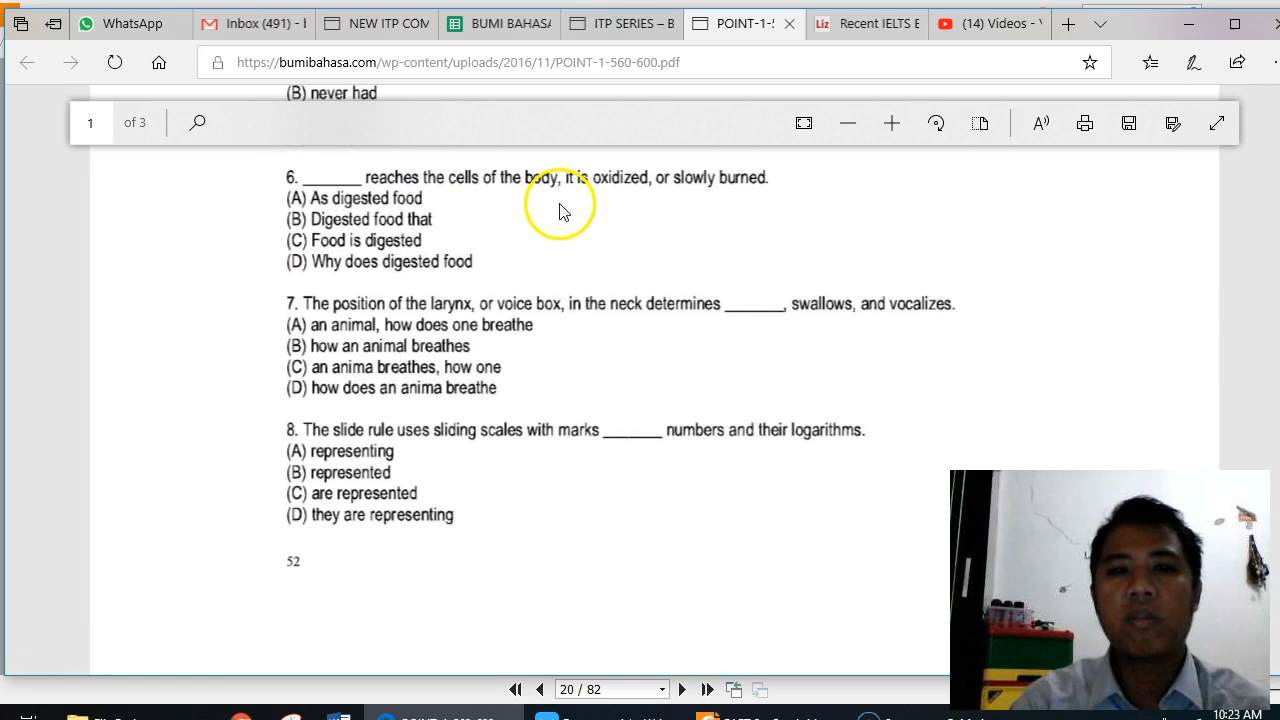 WhatsApp
Inbox (491) - l
NEW ITP COM
BUMI BAHASA
ITP SERIES – B
POINT-1-5
Liz Recent IELTS E
(14) Videos -
https://bumibahasa.com/wp-content/uploads/2016/11/POINT-1-560-600.pdf
(B) never had
1 of 3
6. _______ reaches the cells of the body, it is oxidized, or slowly burned.
(A) As digested food
(B) Digested food that
(C) Food is digested
(D) Why does digested food
7. The position of the larynx, or voice box, in the neck determines _______, swallows, and vocalizes.
(A) an animal, how does one breathe
(B) how an animal breathes
(C) an anima breathes, how one
(D) how does an anima breathe
8. The slide rule uses sliding scales with marks _______ numbers and their logarithms.
(A) representing
(B) represented
(C) are represented
(D) they are representing
52
20 / 82
10:23 AM